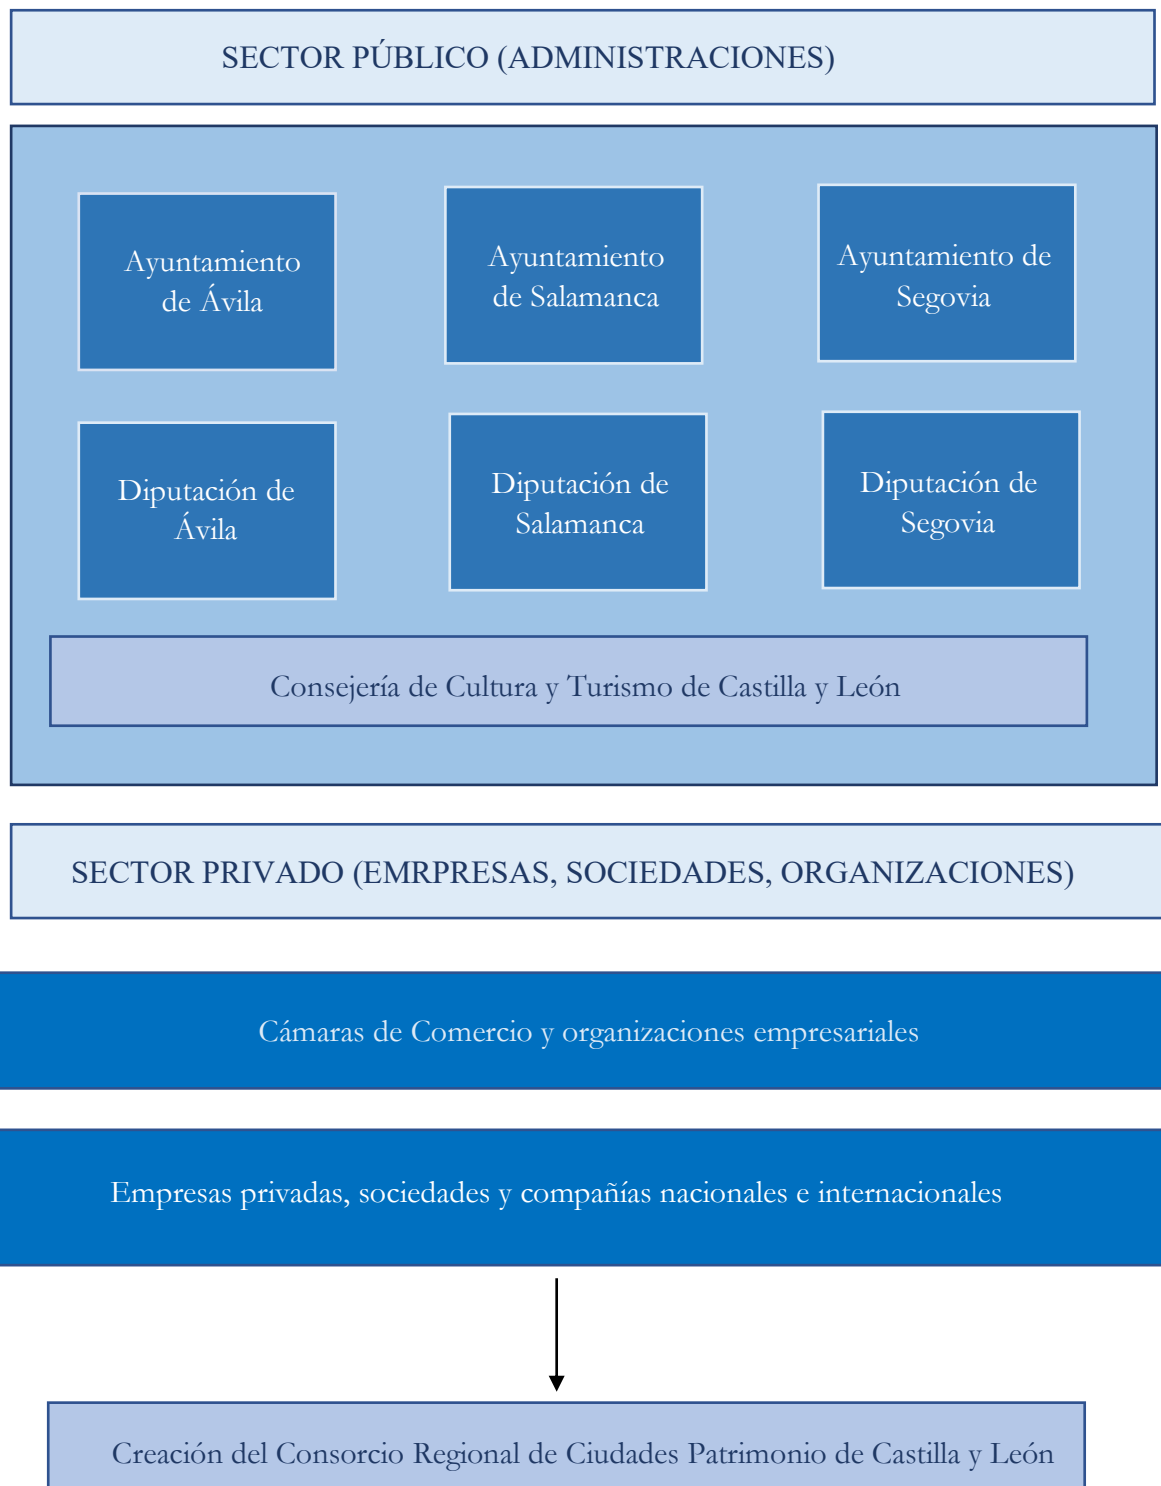 SECTOR PÚBLICO (ADMINISTRACIONES)
Ayuntamiento
de Ávila
Ayuntamiento
de Salamanca
Ayuntamiento de
Segovia
Diputación de
Ávila
Diputación de
Salamanca
Diputación de
Segovia
Consejería de Cultura y Turismo de Castilla y León
SECTOR PRIVADO (EMRPRESAS, SOCIEDADES, ORGANIZACIONES)
Cámaras de Comercio y organizaciones empresariales
Empresas privadas, sociedades y compañías nacionales e internacionales
Creación del Consorcio Regional de Ciudades Patrimonio de Castilla y León